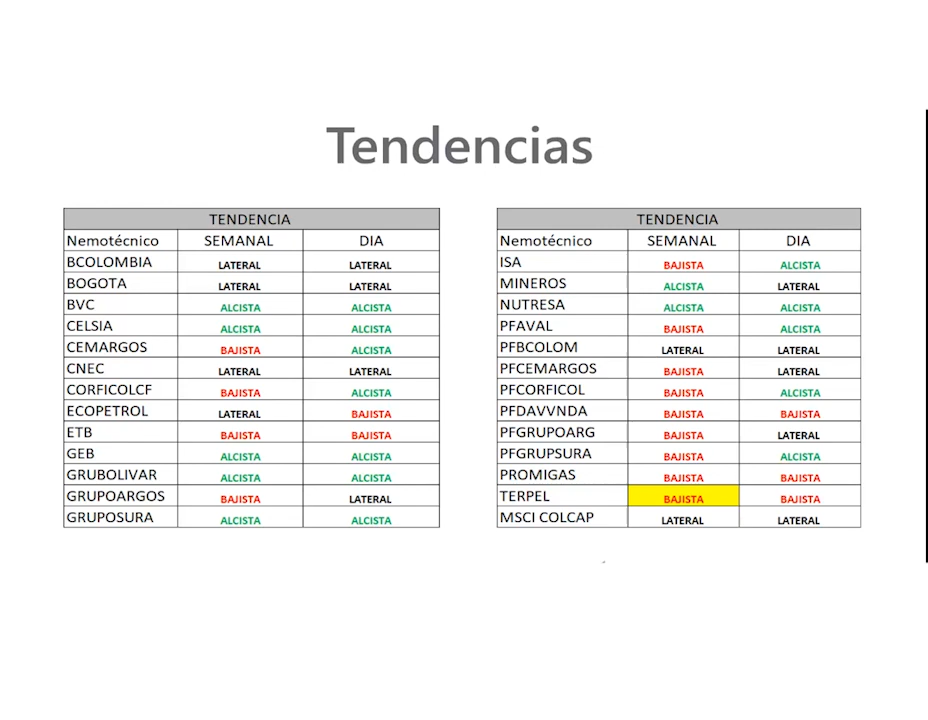 Tendencias
TENDENCIA
Nemotécnico SEMANAL DIA
BCOLOMBIA LATERAL LATERAL
BOGOTA LATERAL LATERAL
BVC ALCISTA ALCISTA
CELSIA ALCISTA ALCISTA
CEMARGOS BAJISTA ALCISTA
CNEC LATERAL LATERAL
CORFICOLCF BAJISTA ALCISTA
ECOPETROL LATERAL BAJISTA
ETB BAJISTA BAJISTA
GEB ALCISTA ALCISTA
GRUBOLIVAR ALCISTA ALCISTA
GRUPOARGOS BAJISTA LATERAL
GRUPOSURA ALCISTA ALCISTA
TENDENCIA
Nemotécnico SEMANAL DIA
ISA BAJISTA ALCISTA
MINEROS ALCISTA LATERAL
NUTRESA ALCISTA ALCISTA
PFAVAL BAJISTA ALCISTA
PFBCOLOM LATERAL LATERAL
PFCEMARGOS BAJISTA LATERAL
PFCORFICOL BAJISTA ALCISTA
PFDAVVNDA BAJISTA BAJISTA
PFGRUPOARG BAJISTA LATERAL
PFGRUPSURA BAJISTA ALCISTA
PROMIGAS BAJISTA BAJISTA
TERPEL BAJISTA BAJISTA
MSCI COLCAP LATERAL LATERAL